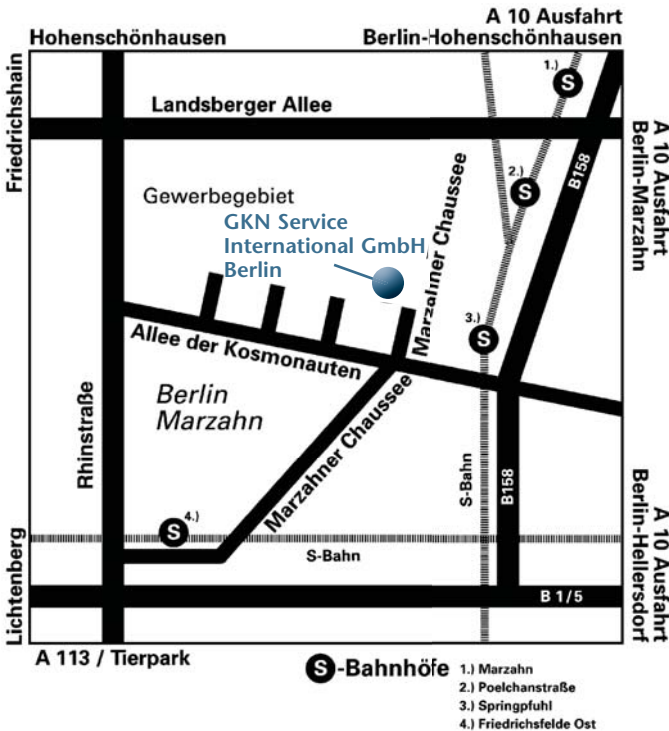 A 10 Ausfahrt
Hohenschönhausen
Berlin-Hohenschönhausen
1.)
S
Friedrichshain
Landsberger Allee
A 10 Ausfahrt
Berlin-Marzahn
2.)
S
B158
Gewerbegebiet
GKN Service
International GmbH
Berlin
Marzahner Chaussee
3.)
S
Allee der Kosmonauten
Berlin
Marzahn
Rhinstraße
Marzahner Chaussee
S-Bahn
B158
4.)
S
S-Bahn
Lichtenberg
A 10 Ausfahrt
Berlin-Hellersdorf
B 1/5
A 113 / Tierpark
S-Bahnhöfe
1.) Marzahn
2.) Poelchanstraße
3.) Springpfuhl
4.) Friedrichsfelde Ost